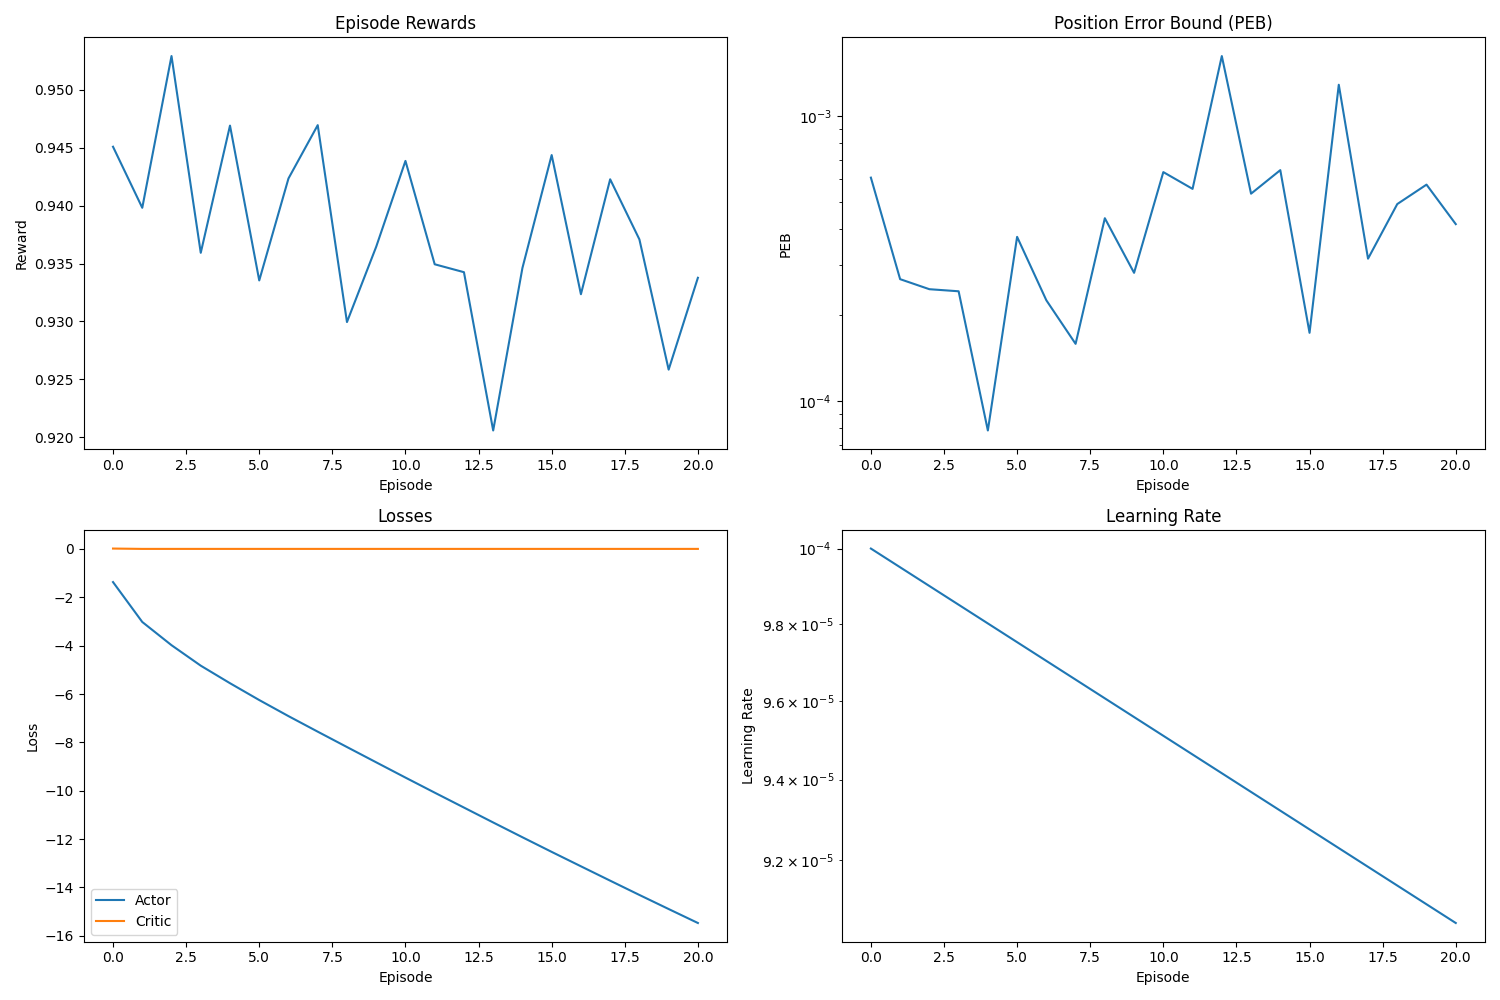 Episode Rewards
Reward
0.950
0.945
0.940
0.935
0.930
0.925
0.920
0.0 2.5 5.0 7.5 10.0 12.5 15.0 17.5 20.0
Episode
Position Error Bound (PEB)
PEB
10⁻³
10⁻⁴
0.0 2.5 5.0 7.5 10.0 12.5 15.0 17.5 20.0
Episode
Losses
Loss
0
−2
−4
−6
−8
−10
−12
−14
−16
Actor
Critic
0.0 2.5 5.0 7.5 10.0 12.5 15.0 17.5 20.0
Episode
Learning Rate
Learning Rate
10⁻⁴
9.8 × 10⁻⁵
9.6 × 10⁻⁵
9.4 × 10⁻⁵
9.2 × 10⁻⁵
0.0 2.5 5.0 7.5 10.0 12.5 15.0 17.5 20.0
Episode